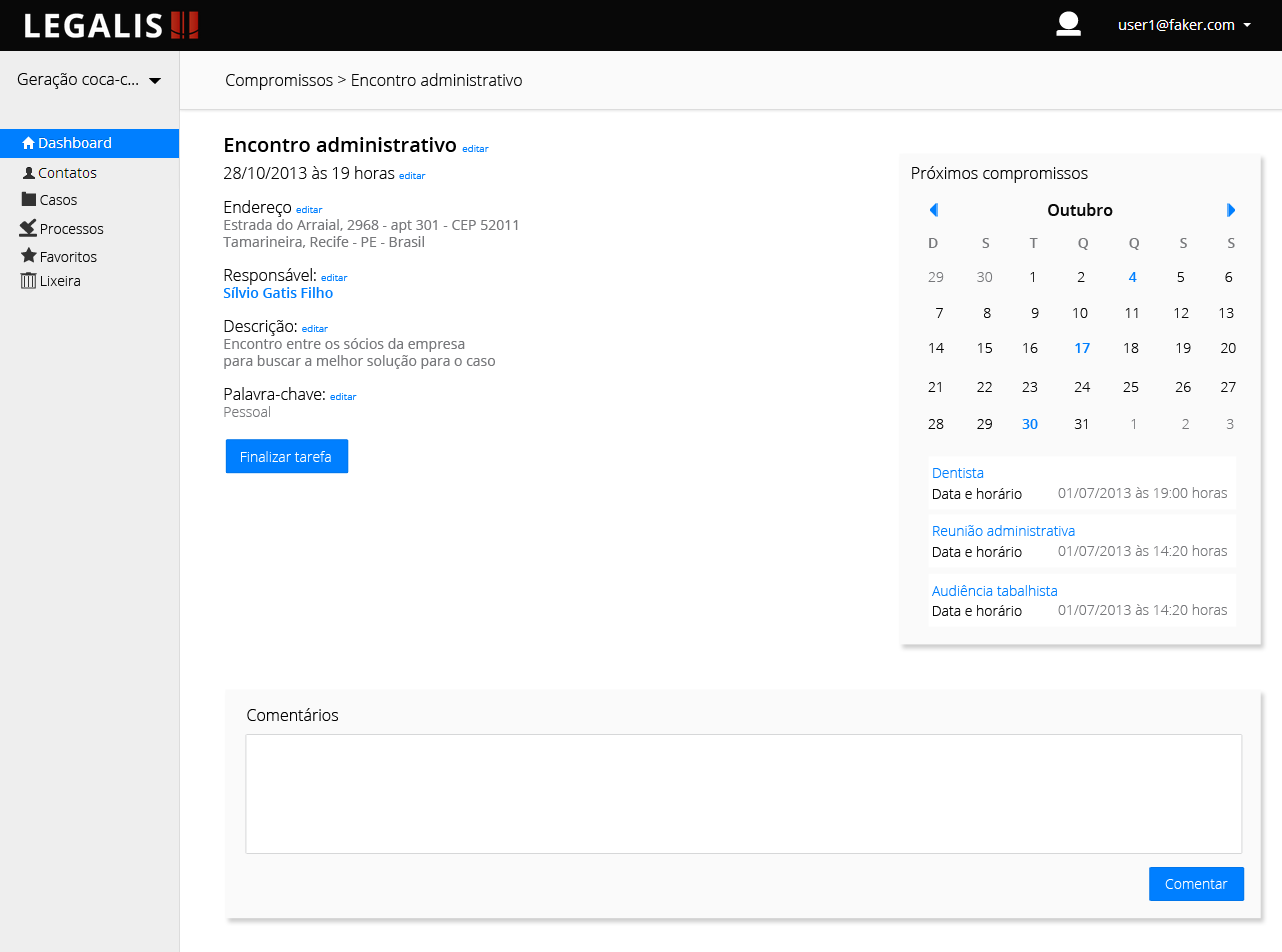 LEGALIS
user1@faker.com
Geração coca-c...
Compromissos > Encontro administrativo
Dashboard
Contatos
Casos
Processos
Favoritos
Lixeira
Encontro administrativo editar
28/10/2013 às 19 horas editar
Endereço editar
Estrada do Arraial, 2968 - apt 301 - CEP 52011
Tamarineira, Recife - PE - Brasil
Responsável: editar
Sílvio Gatis Filho
Descrição: editar
Encontro entre os sócios da empresa
para buscar a melhor solução para o caso
Palavra-chave: editar
Pessoal
Finalizar tarefa
Próximos compromissos
Outubro
D S T Q Q S S
29 30 1 2 4 5 6
7 8 9 10 11 12 13
14 15 16 17 18 19 20
21 22 23 24 25 26 27
28 29 30 31 1 2 3
Dentista
Data e horário 01/07/2013 às 19:00 horas
Reunião administrativa
Data e horário 01/07/2013 às 14:20 horas
Audiência tabalhista
Data e horário 01/07/2013 às 14:20 horas
Comentários
Comentar